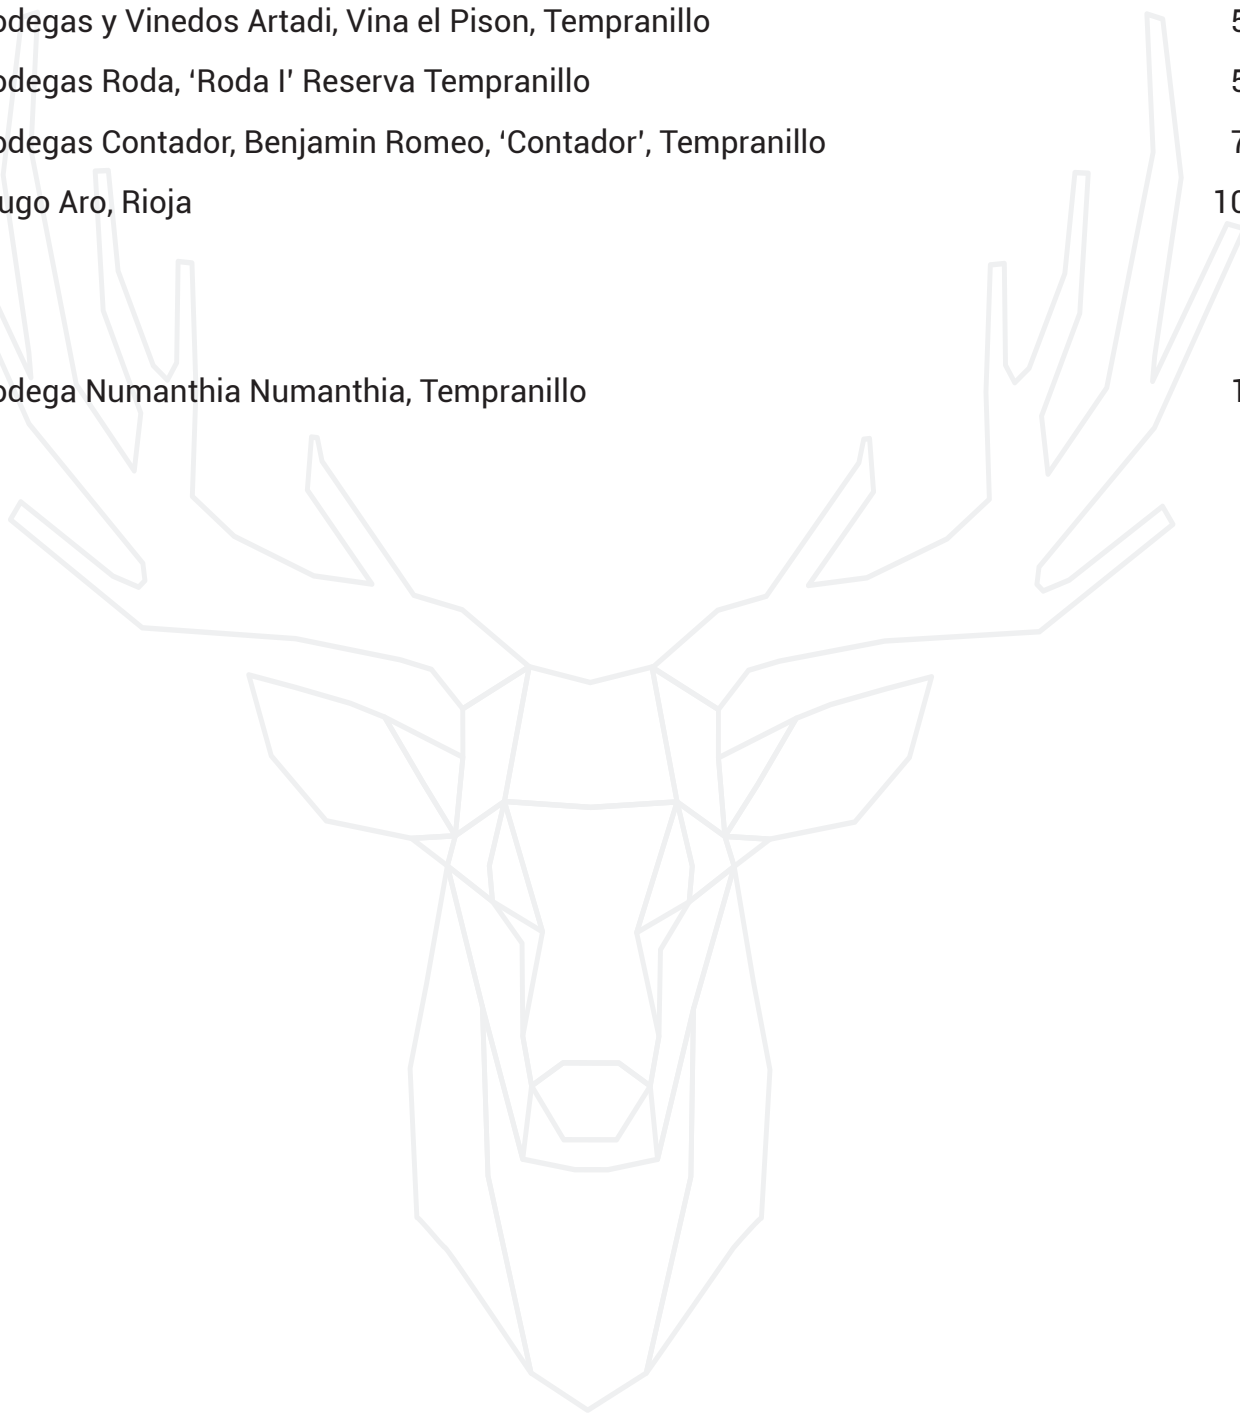 odegas y Vinedos Artadi, Vina el Pison, Tempranillo 5
odegas Roda, ‘Roda I’ Reserva Tempranillo 5
odegas Contador, Benjamin Romeo, ‘Contador’, Tempranillo 7
ugo Aro, Rioja 10
odega Numanthia Numanthia, Tempranillo 1